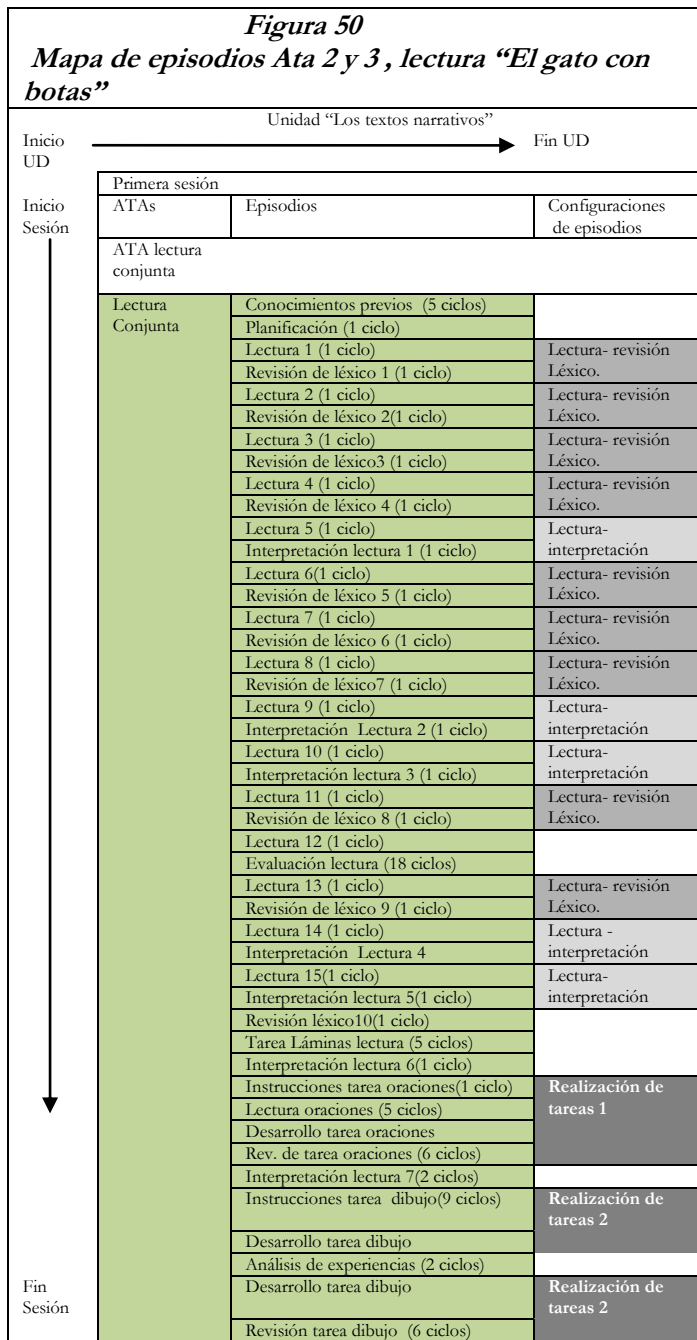 Figura 50
Mapa de episodios Ata 2 y 3 , lectura “El gato con
botas”
Unidad “Los textos narrativos”
Inicio
UD
Fin UD
Primera sesión
Inicio
Sesión
ATAs
Episodios
Configuraciones
de episodios
ATA lectura
conjunta
Lectura
Conjunta
Conocimientos previos (5 ciclos)
Planificación (1 ciclo)
Lectura 1 (1 ciclo)
Revisión de léxico 1 (1 ciclo)
Lectura- revisión
Léxico.
Lectura 2 (1 ciclo)
Revisión de léxico 2(1 ciclo)
Lectura- revisión
Léxico.
Lectura 3 (1 ciclo)
Revisión de léxico3 (1 ciclo)
Lectura- revisión
Léxico.
Lectura 4 (1 ciclo)
Revisión de léxico 4 (1 ciclo)
Lectura- revisión
Léxico.
Lectura 5 (1 ciclo)
Interpretación lectura 1 (1 ciclo)
Lectura-
interpretación
Lectura 6(1 ciclo)
Revisión de léxico 5 (1 ciclo)
Lectura- revisión
Léxico.
Lectura 7 (1 ciclo)
Revisión de léxico 6 (1 ciclo)
Lectura- revisión
Léxico.
Lectura 8 (1 ciclo)
Revisión de léxico7 (1 ciclo)
Lectura- revisión
Léxico.
Lectura 9 (1 ciclo)
Interpretación Lectura 2 (1 ciclo)
Lectura-
interpretación
Lectura 10 (1 ciclo)
Interpretación lectura 3 (1 ciclo)
Lectura-
interpretación
Lectura 11 (1 ciclo)
Revisión de léxico 8 (1 ciclo)
Lectura- revisión
Léxico.
Lectura 12 (1 ciclo)
Evaluación lectura (18 ciclos)
Lectura 13 (1 ciclo)
Revisión de léxico 9 (1 ciclo)
Lectura- revisión
Léxico.
Lectura 14 (1 ciclo)
Interpretación Lectura 4
Lectura -
interpretación
Lectura 15(1 ciclo)
Interpretación lectura 5(1 ciclo)
Lectura-
interpretación
Revisión léxico10(1 ciclo)
Tarea Láminas lectura (5 ciclos)
Interpretación lectura 6(1 ciclo)
Instrucciones tarea oraciones(1 ciclo)
Lectura oraciones (5 ciclos)
Desarrollo tarea oraciones
Rev. de tarea oraciones (6 ciclos)
Realización de
tareas 1
Interpretación lectura 7(2 ciclos)
Instrucciones tarea dibujo(9 ciclos)
Desarrollo tarea dibujo
Realización de
tareas 2
Análisis de experiencias (2 ciclos)
Fin
Sesión
Desarrollo tarea dibujo
Revisión tarea dibujo (6 ciclos)
Realización de
tareas 2